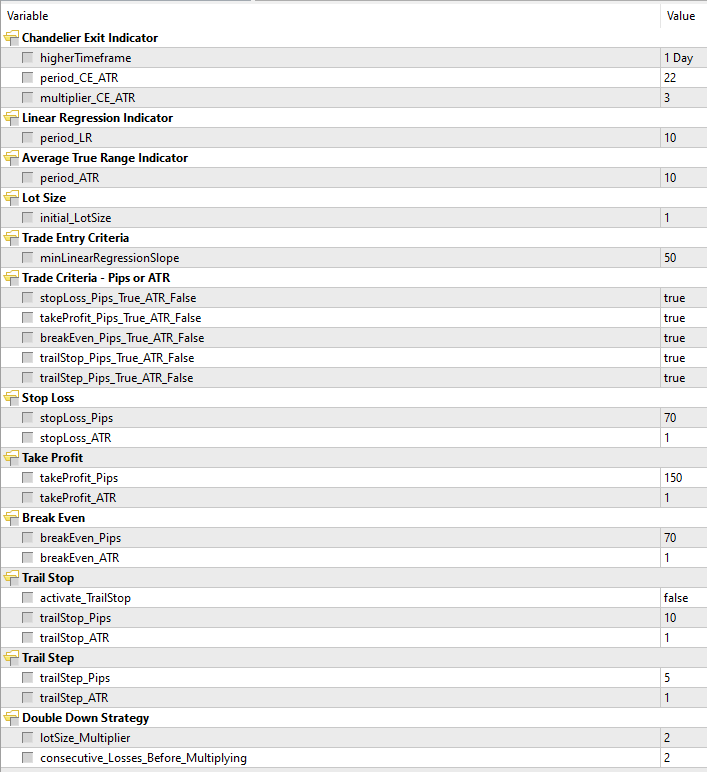 Variable Value
Chandelier Exit Indicator
higherTimeframe 1 Day
period_CE_ATR 22
multiplier_CE_ATR 3
Linear Regression Indicator
period_LR 10
Average True Range Indicator
period_ATR 10
Lot Size
initial_LotSize 1
Trade Entry Criteria
minLinearRegressionSlope 50
Trade Criteria - Pips or ATR
stopLoss_Pips_True_ATR_False true
takeProfit_Pips_True_ATR_False true
breakEven_Pips_True_ATR_False true
trailStop_Pips_True_ATR_False true
trailStep_Pips_True_ATR_False true
Stop Loss
stopLoss_Pips 70
stopLoss_ATR 1
Take Profit
takeProfit_Pips 150
takeProfit_ATR 1
Break Even
breakEven_Pips 70
breakEven_ATR 1
Trail Stop
activate_TrailStop false
trailStop_Pips 10
trailStop_ATR 1
Trail Step
trailStep_Pips 5
trailStep_ATR 1
Double Down Strategy
lotSize_Multiplier 2
consecutive_Losses_Before_Multiplying 2